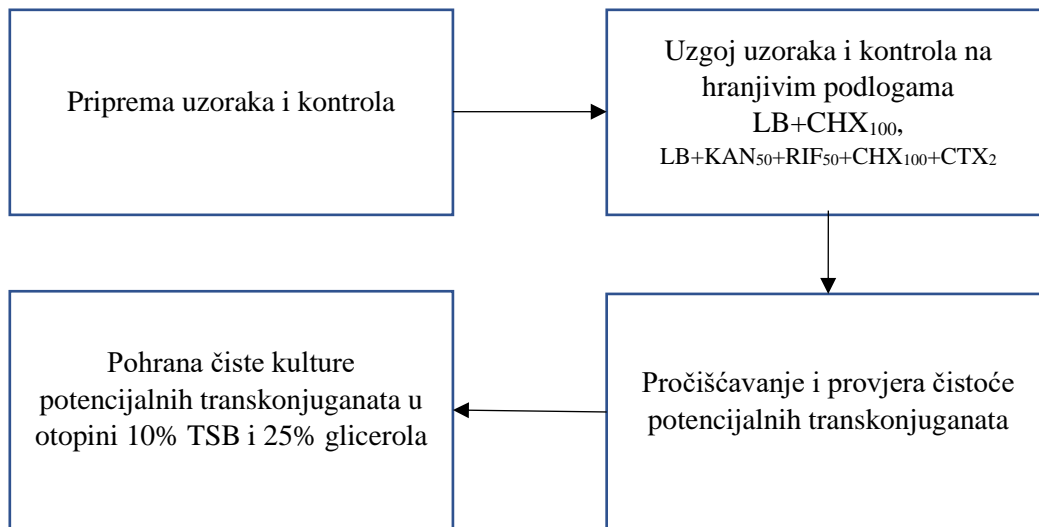 Priprema uzoraka i kontrola
Uzgoj uzoraka i kontrola na
hranjivim podlogama
LB+CHX₁₀₀,
LB+KAN₅₀+RIF₅₀+CHX₁₀₀+CTX₂
Pročišćavanje i provjera čistoće
potencijalnih transkonjuganata
Pohrana čiste kulture
potencijalnih transkonjuganata u
otopini 10% TSB i 25% glicerola